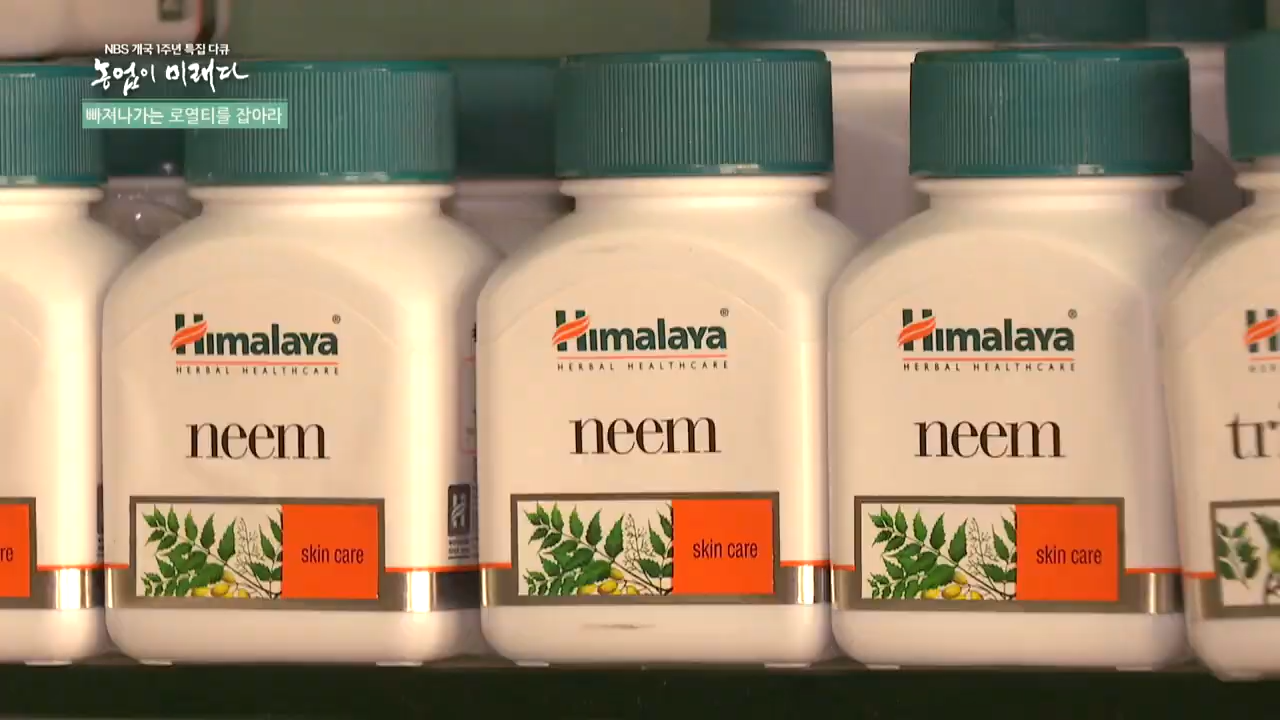 NBS 개국 1주년 특집 다큐
농업이 미래다
빠져나가는 로열티를 잡아라
Himalaya®
HERBAL HEALTHCARE
neem
skin care
Himalaya®
HERBAL HEALTHCARE
neem
skin care
Himalaya®
HERBAL HEALTHCARE
neem
skin care